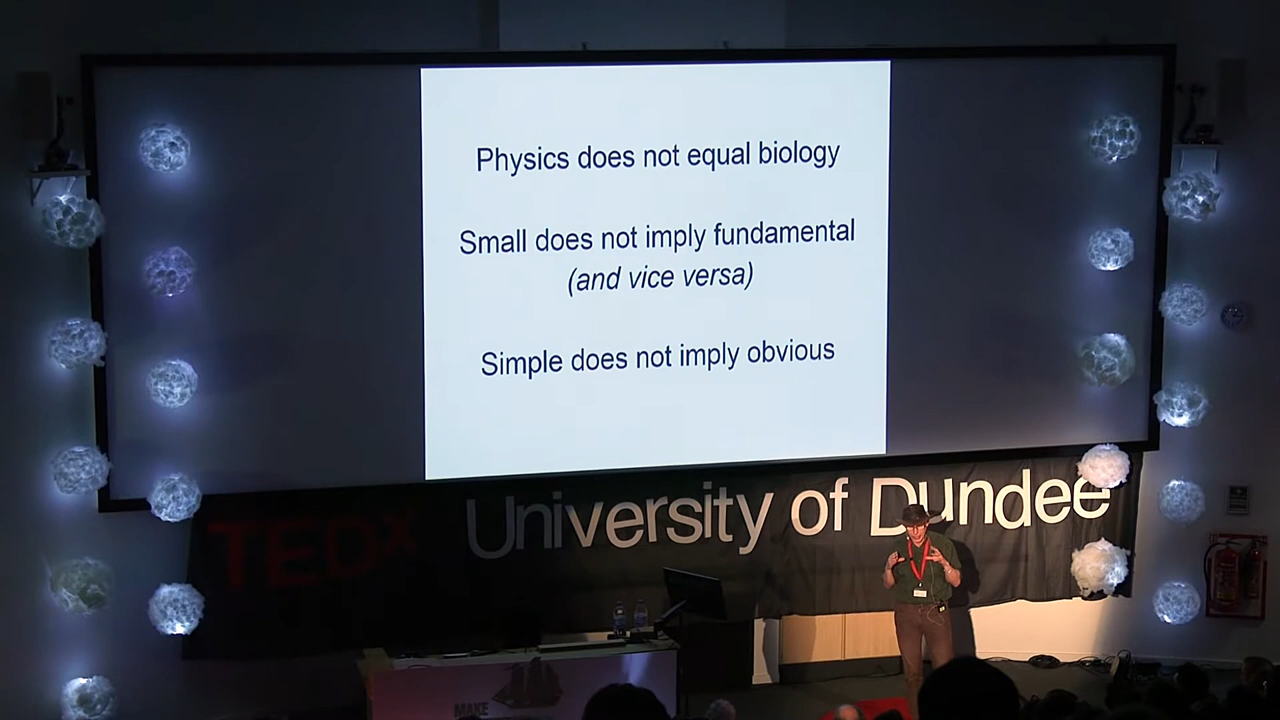 Physics does not equal biology
Small does not imply fundamental
(and vice versa)
Simple does not imply obvious
TEDx University of Dundee
MAKE